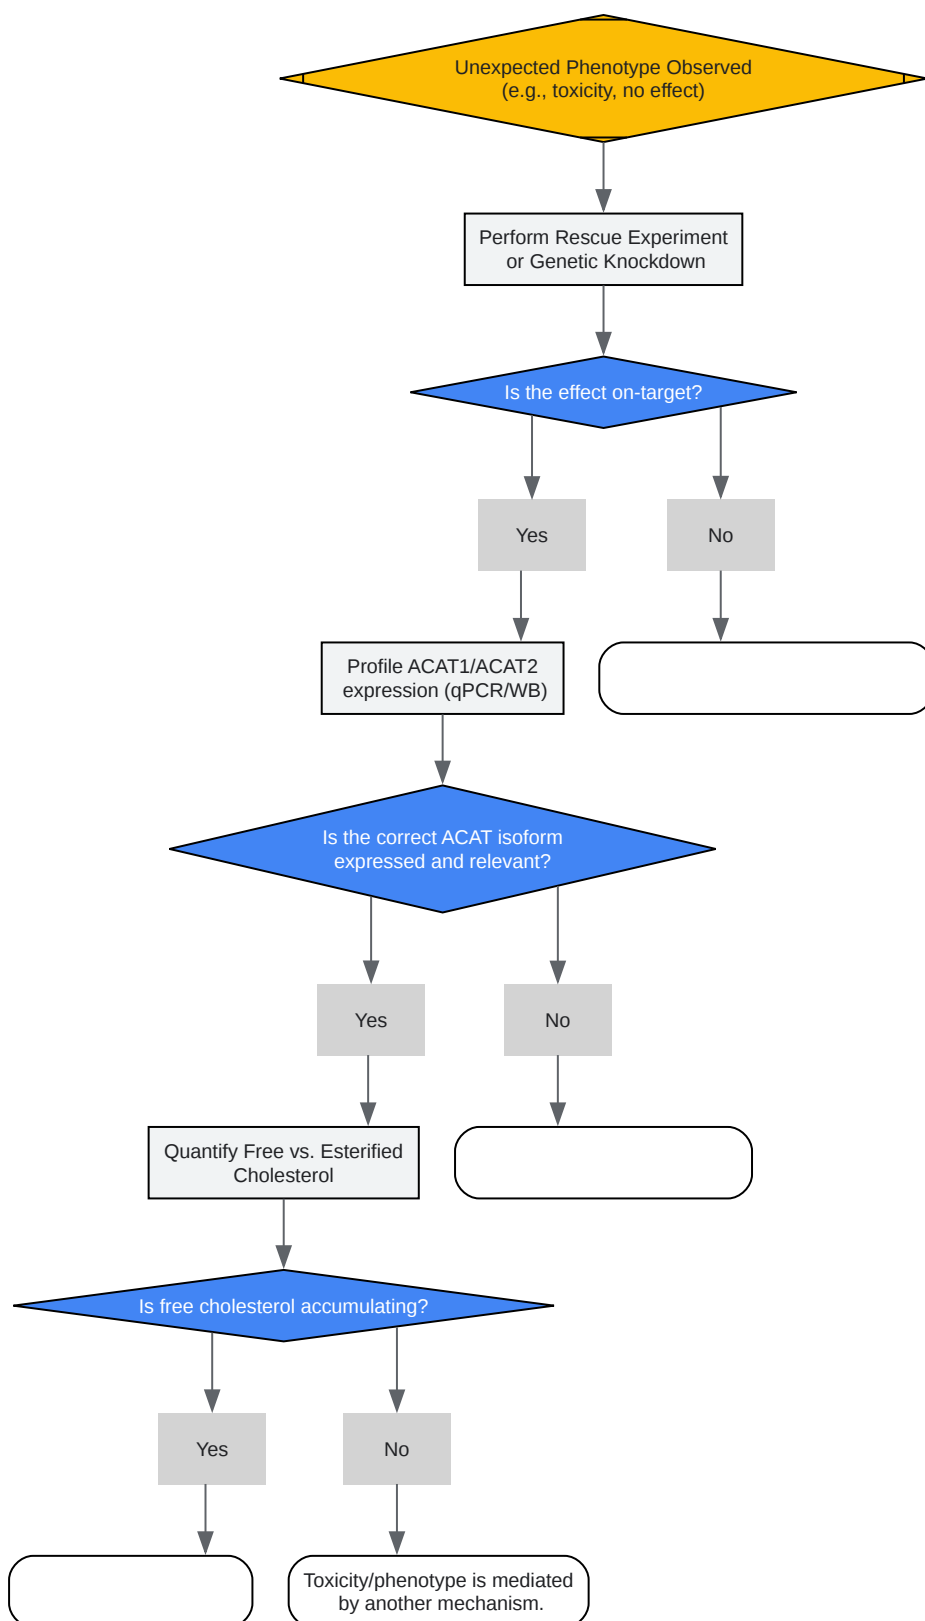 Unexpected Phenotype Observed
(e.g., toxicity, no effect)
Perform Rescue Experiment
or Genetic Knockdown
Is the effect on-target?
Yes
No
Profile ACAT1/ACAT2
expression (qPCR/WB)
Is the correct ACAT isoform
expressed and relevant?
Yes
No
Quantify Free vs. Esterified
Cholesterol
Is free cholesterol accumulating?
Yes
No
Toxicity/phenotype is mediated
by another mechanism.